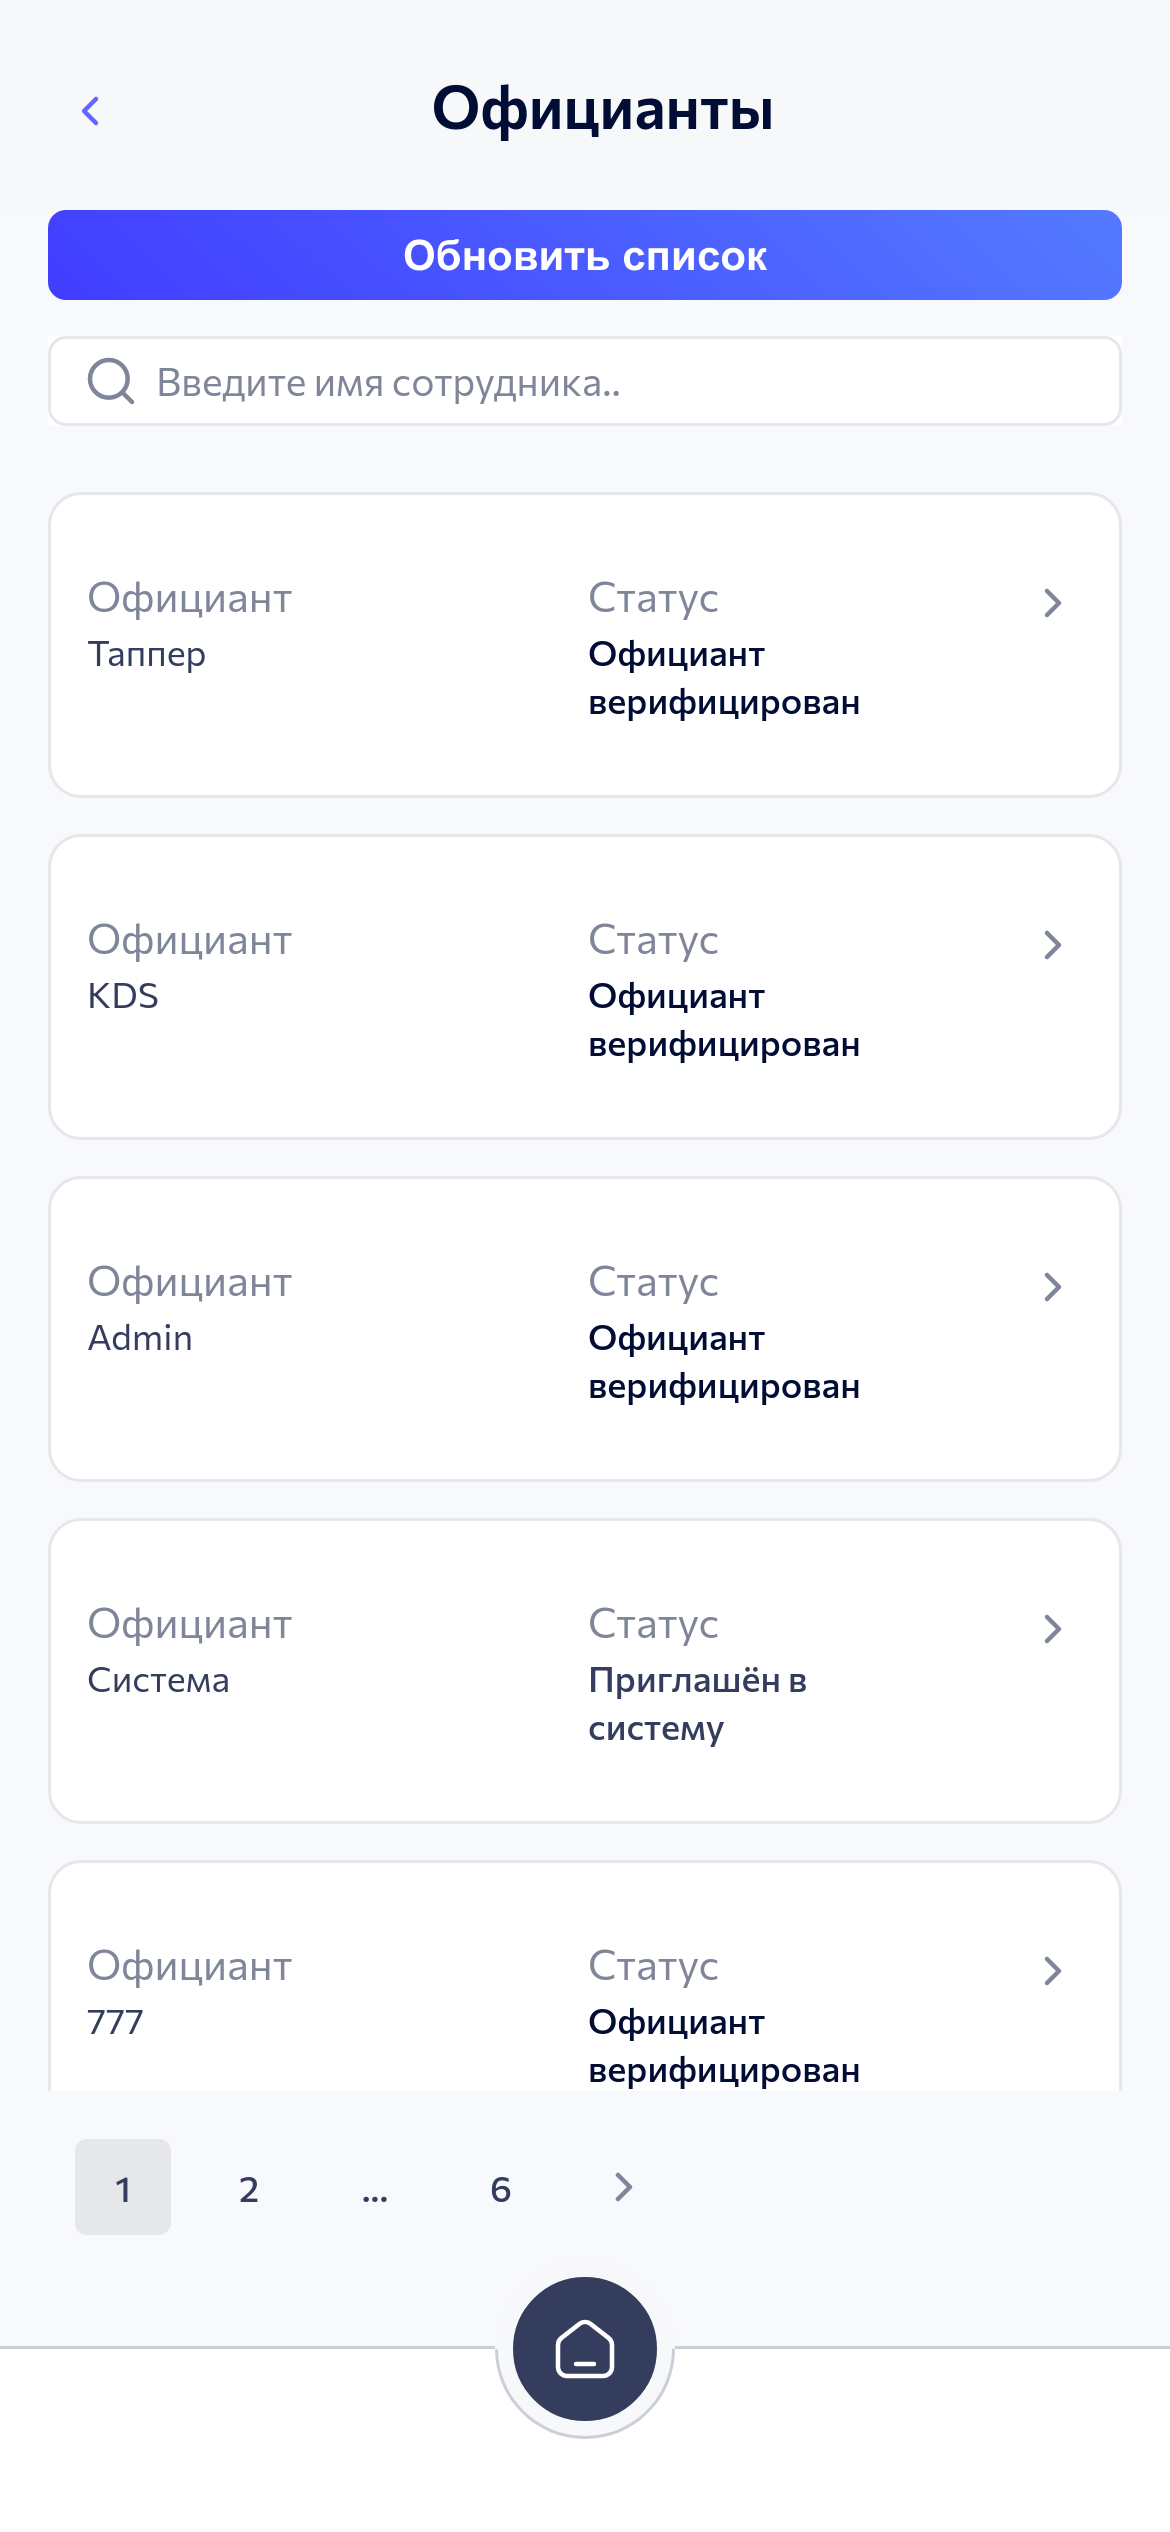 Официанты
Обновить список
Введите имя сотрудника..
Официант
Таппер
Статус
Официант
верифицирован
Официант
KDS
Статус
Официант
верифицирован
Официант
Admin
Статус
Официант
верифицирован
Официант
Система
Статус
Приглашён в
систему
Официант
777
Статус
Официант
верифицирован
1 2 ... 6